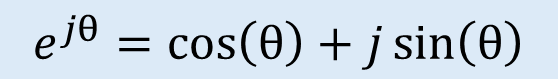 e^{jθ} = cos(θ) + j sin(θ)